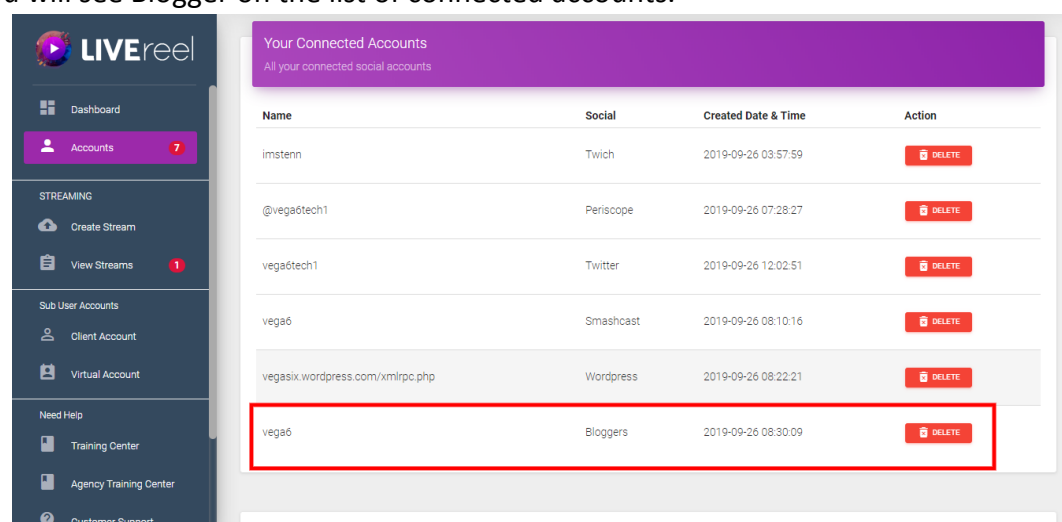 will see Blogger on the list of connected accounts.
LIVEreel
Dashboard
Accounts 7
STREAMING
Create Stream
View Streams 1
Sub User Accounts
Client Account
Virtual Account
Need Help
Training Center
Agency Training Center
Customer Support
Your Connected Accounts
All your connected social accounts
Name Social Created Date & Time Action
imstenn Twich 2019-09-26 03:57:59 DELETE
@vega6tech1 Periscope 2019-09-26 07:28:27 DELETE
vega6tech1 Twitter 2019-09-26 12:02:51 DELETE
vega6 Smashcast 2019-09-26 08:10:16 DELETE
vegasix.wordpress.com/xmlrpc.php Wordpress 2019-09-26 08:22:21 DELETE
vega6 Bloggers 2019-09-26 08:30:09 DELETE